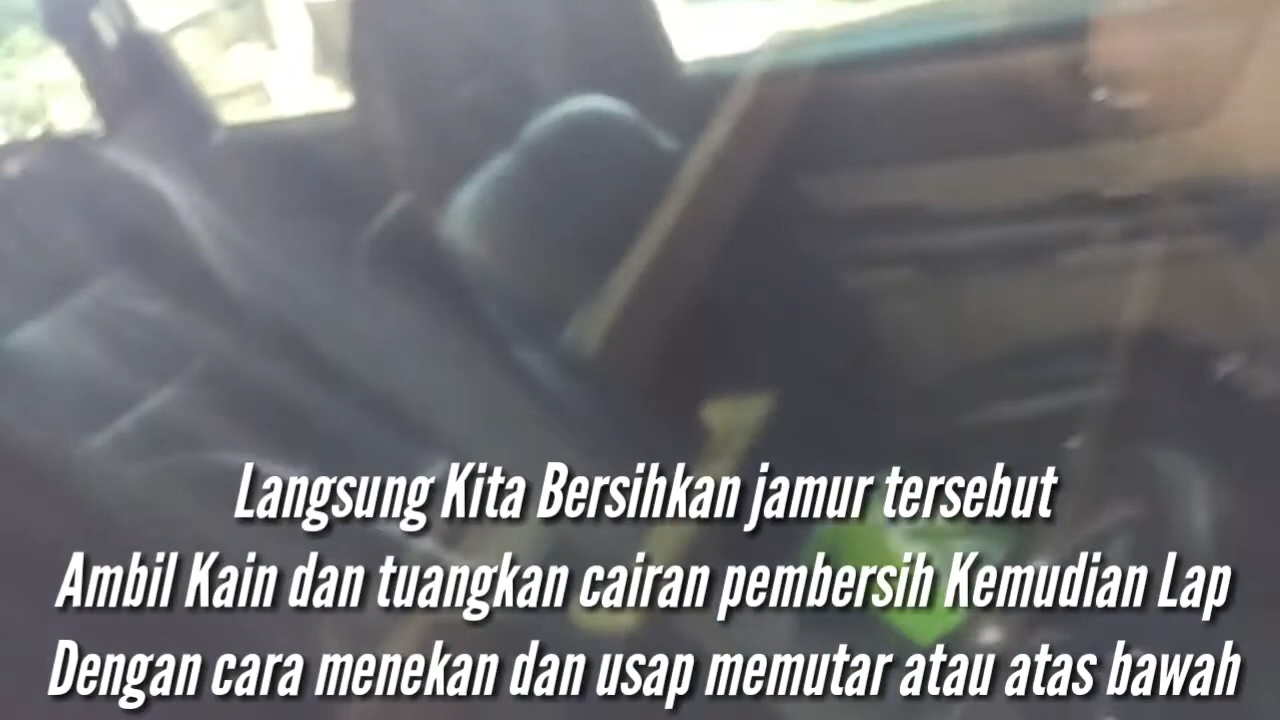 Langsung Kita Bersihkan jamur tersebut
Ambil Kain dan tuangkan cairan pembersih Kemudian Lap
Dengan cara menekan dan usap memutar atau atas bawah